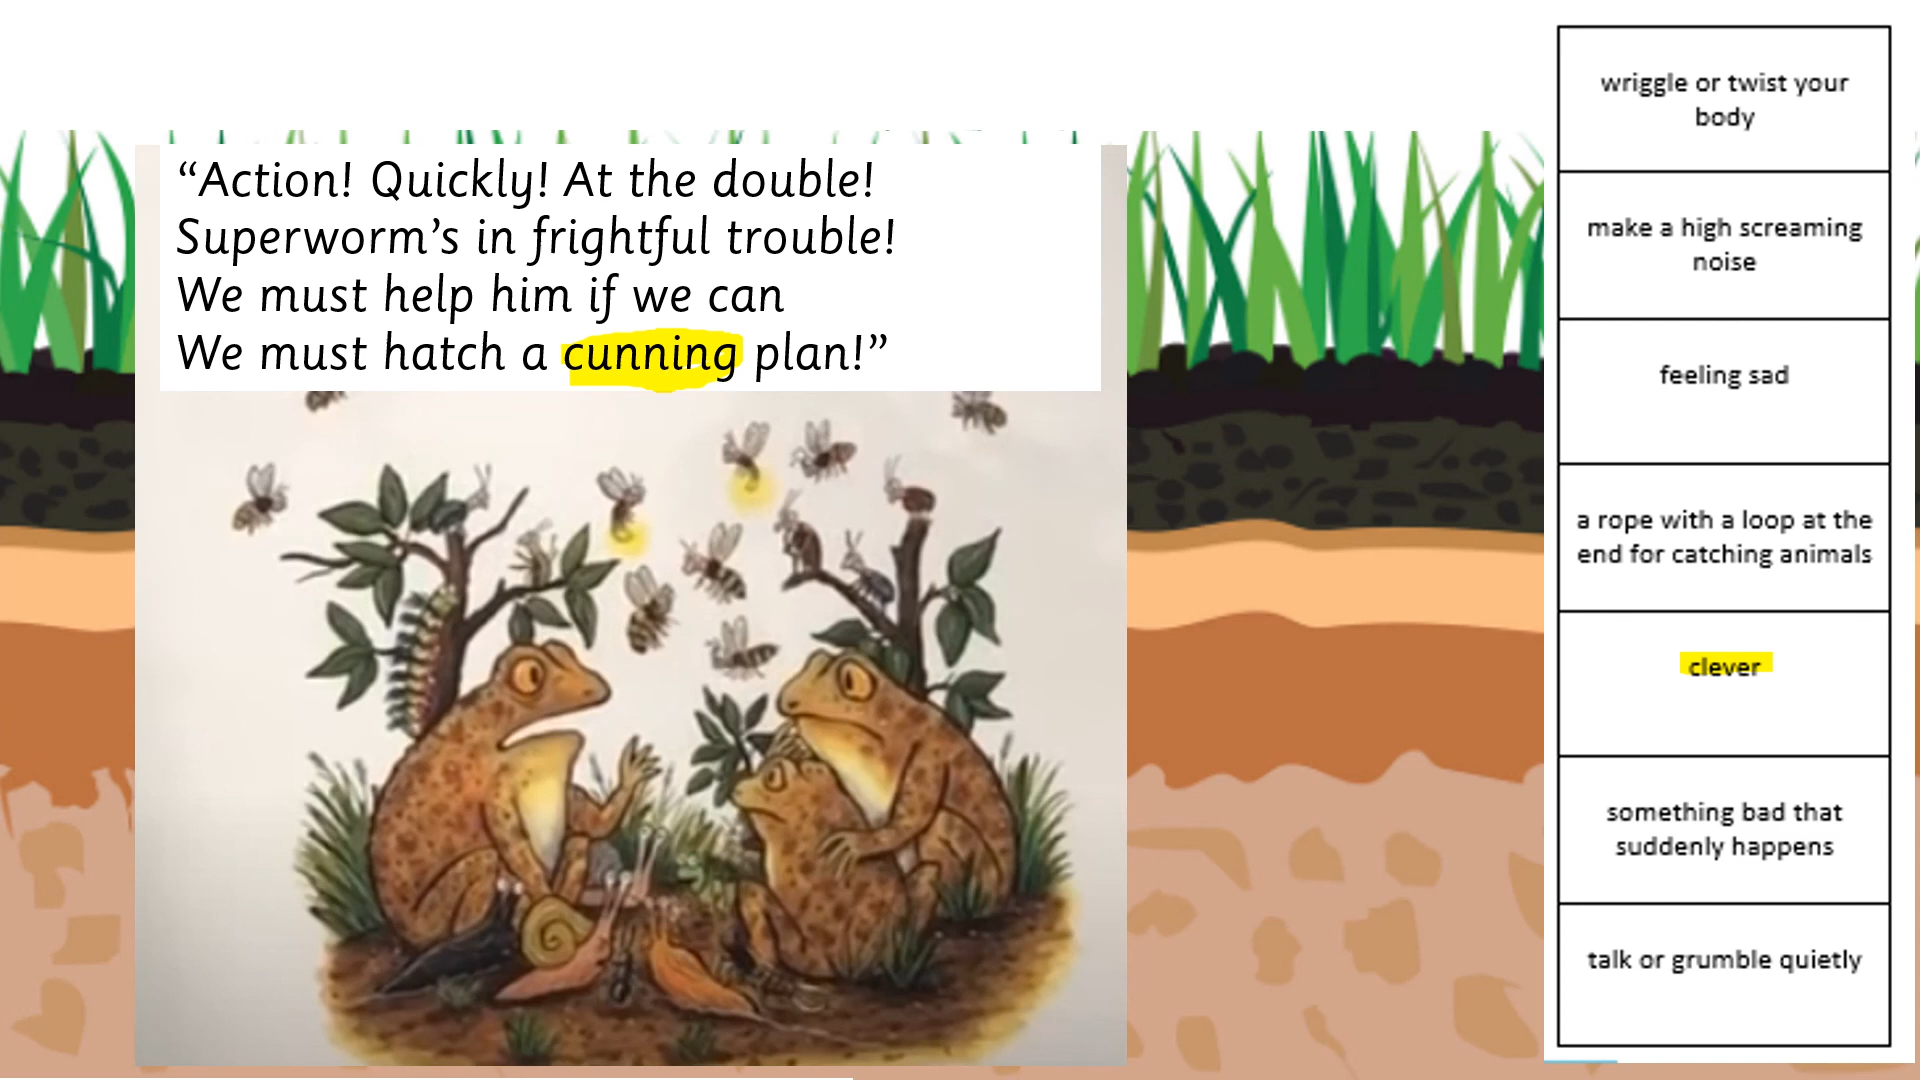 “Action! Quickly! At the double!
Superworm’s in frightful trouble!
We must help him if we can
We must hatch a cunning plan!”
wriggle or twist your
body
make a high screaming
noise
feeling sad
a rope with a loop at the
end for catching animals
clever
something bad that
suddenly happens
talk or grumble quietly